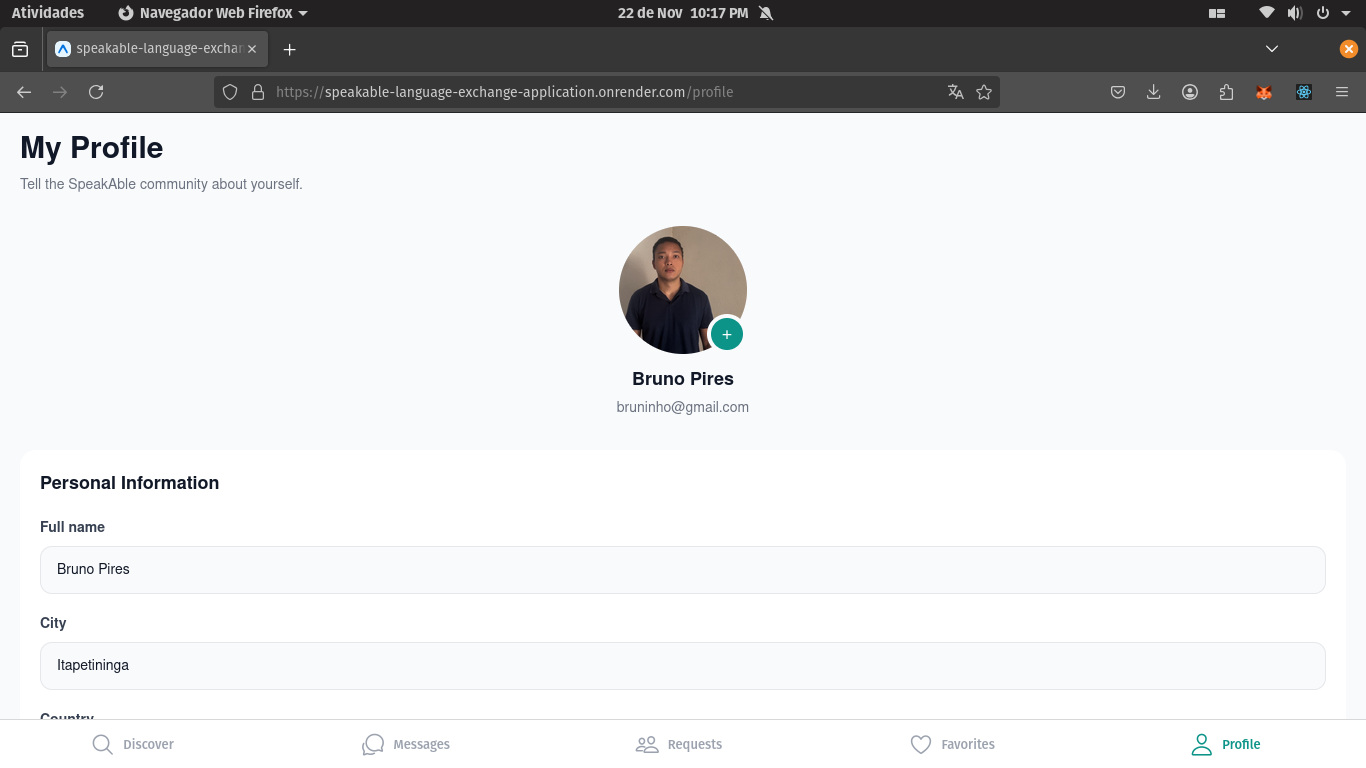 Atividades Navegador Web Firefox 22 de Nov 10:17 PM
speakable-language-exchan
https://speakable-language-exchange-application.onrender.com/profile
My Profile
Tell the SpeakAble community about yourself.
Bruno Pires
bruninho@gmail.com
Personal Information
Full name
Bruno Pires
City
Itapetininga
Country
Discover Messages Requests Favorites Profile